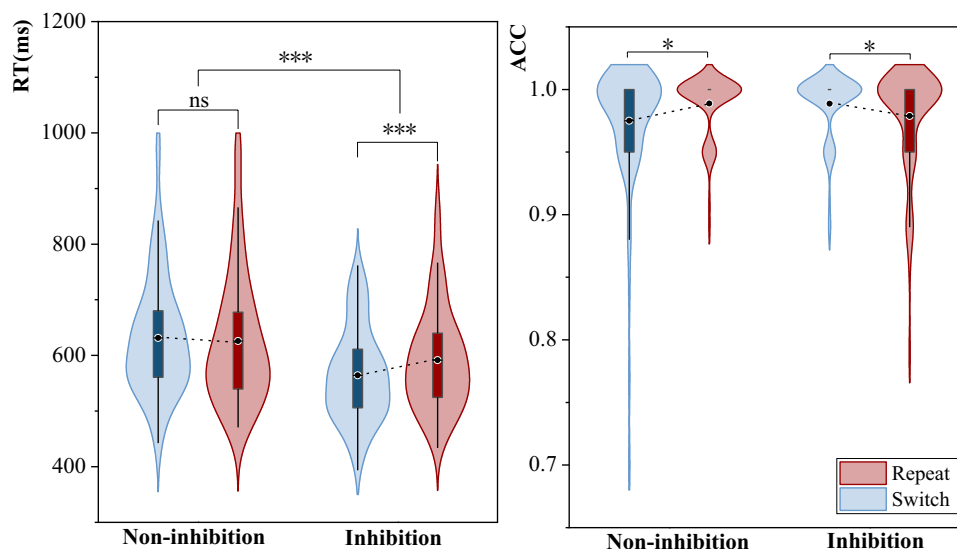 RT(ms)
1200
1000
800
600
400
***
ns
***
Non-inhibition
Inhibition
ACC
1.0
0.9
0.8
0.7
*
*
Repeat
Switch
Non-inhibition
Inhibition